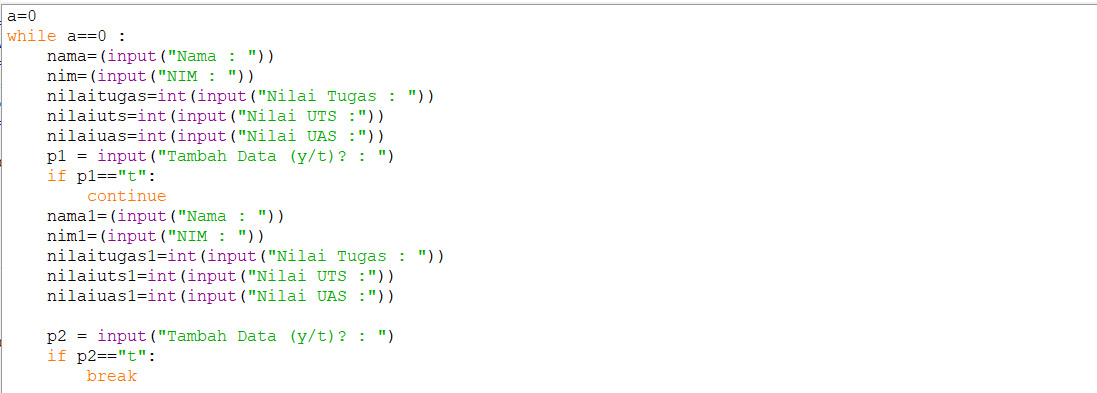 a=0
while a==0 :
    nama=(input("Nama : "))
    nim=(input("NIM : "))
    nilaitugas=int(input("Nilai Tugas : "))
    nilaiuts=int(input("Nilai UTS :"))
    nilaiuas=int(input("Nilai UAS :"))
    p1 = input("Tambah Data (y/t)? : ")
    if p1=="t":
        continue
    nama1=(input("Nama : "))
    nim1=(input("NIM : "))
    nilaitugas1=int(input("Nilai Tugas : "))
    nilaiuts1=int(input("Nilai UTS :"))
    nilaiuas1=int(input("Nilai UAS :"))

    p2 = input("Tambah Data (y/t)? : ")
    if p2=="t":
        break